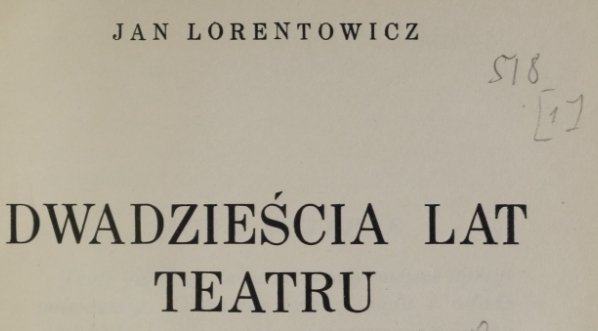 JAN LORENTOWICZ
518
[1]
DWADZIEŚCIA LAT
TEATRU